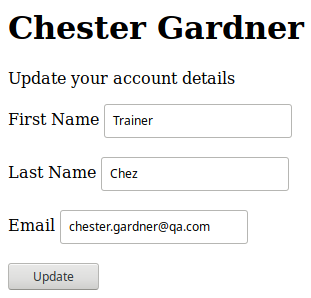 Chester Gardner
Update your account details
First Name Trainer
Last Name Chez
Email chester.gardner@qa.com
Update